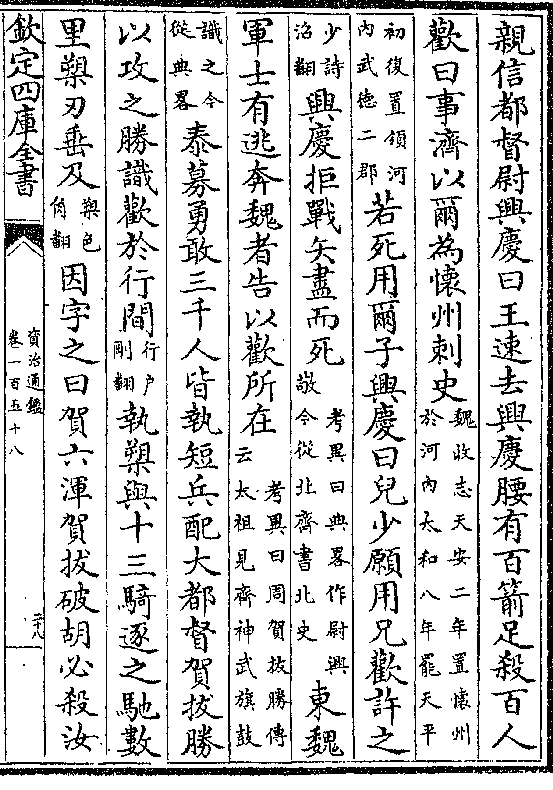 親信都督尉興慶曰王速去興慶腰有百箭足殺百人
歡曰事濟以爾為懷州刺史
魏收志天安二年置懷州
於河内太和八年罷天平
初復置領河
内武德二郡
若死用爾子興慶曰兒少願用兄歡許之
少詩
沼翻
興慶拒戰矢盡而死
考異曰典畧作尉興
敬今從北齊書北史
東魏
軍士有逃奔魏者告以歡所在
考異曰周賀拔勝傳
云太祖見齊神武旗鼓
識之今
從典畧
泰募勇敢三千人皆執短兵配大都督賀拔勝
以攻之勝識歡於行間
行户
剛翻
執槊與十三騎逐之馳數
里槊刃垂及
槊色
角翻
因字之曰賀六渾賀拔破胡必殺汝
欽定四庫全書
資治通鑑
卷一百五十八